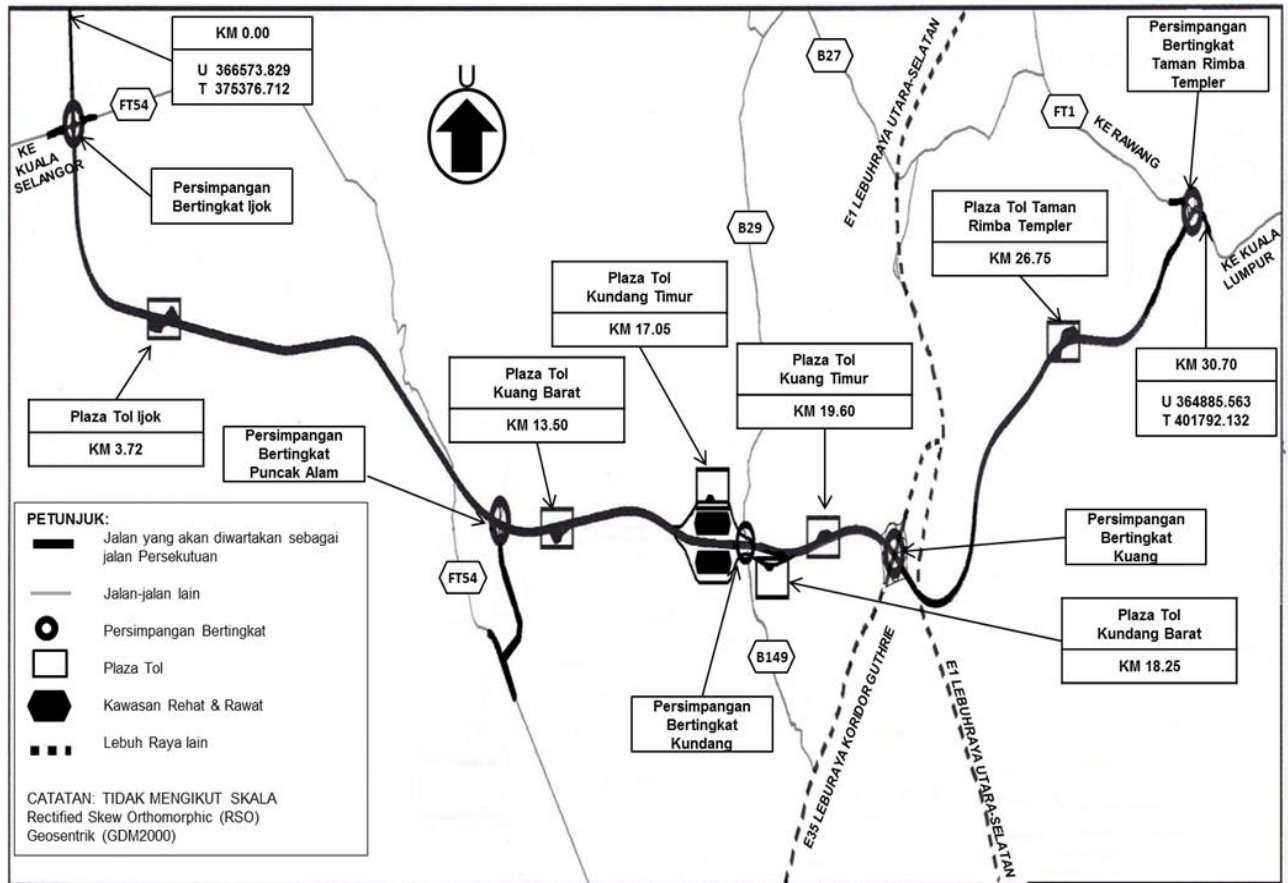 KM 0.00
U 366573.829
T 375376.712
FT54
KE
KUALA
SELANGOR
Persimpangan
Bertingkat Ijok
U
B27
E1 LEBUHRAYA UTARA-SELATAN
Persimpangan
Bertingkat
Taman Rimba
Templer
FT1
KE RAWANG
KE KUALA
LUMPUR
B29
Plaza Tol Taman
Rimba Templer
KM 26.75
Plaza Tol
Kundang Timur
KM 17.05
Plaza Tol
Kuang Timur
KM 19.60
Plaza Tol
Kuang Barat
KM 13.50
KM 30.70
U 364885.563
T 401792.132
Plaza Tol Ijok
KM 3.72
Persimpangan
Bertingkat
Puncak Alam
Persimpangan
Bertingkat
Kuang
FT54
Plaza Tol
Kundang Barat
KM 18.25
B149
Persimpangan
Bertingkat
Kundang
E35 LEBURAYA KORIDOR GUTHRIE
E1 LEBUHRAYA UTARA-SELATAN
PETUNJUK:
Jalan yang akan diwartakan sebagai
jalan Persekutuan
Jalan-jalan lain
Persimpangan Bertingkat
Plaza Tol
Kawasan Rehat & Rawat
Lebuh Raya lain
CATATAN: TIDAK MENGIKUT SKALA
Rectified Skew Orthomorphic (RSO)
Geosentrik (GDM2000)